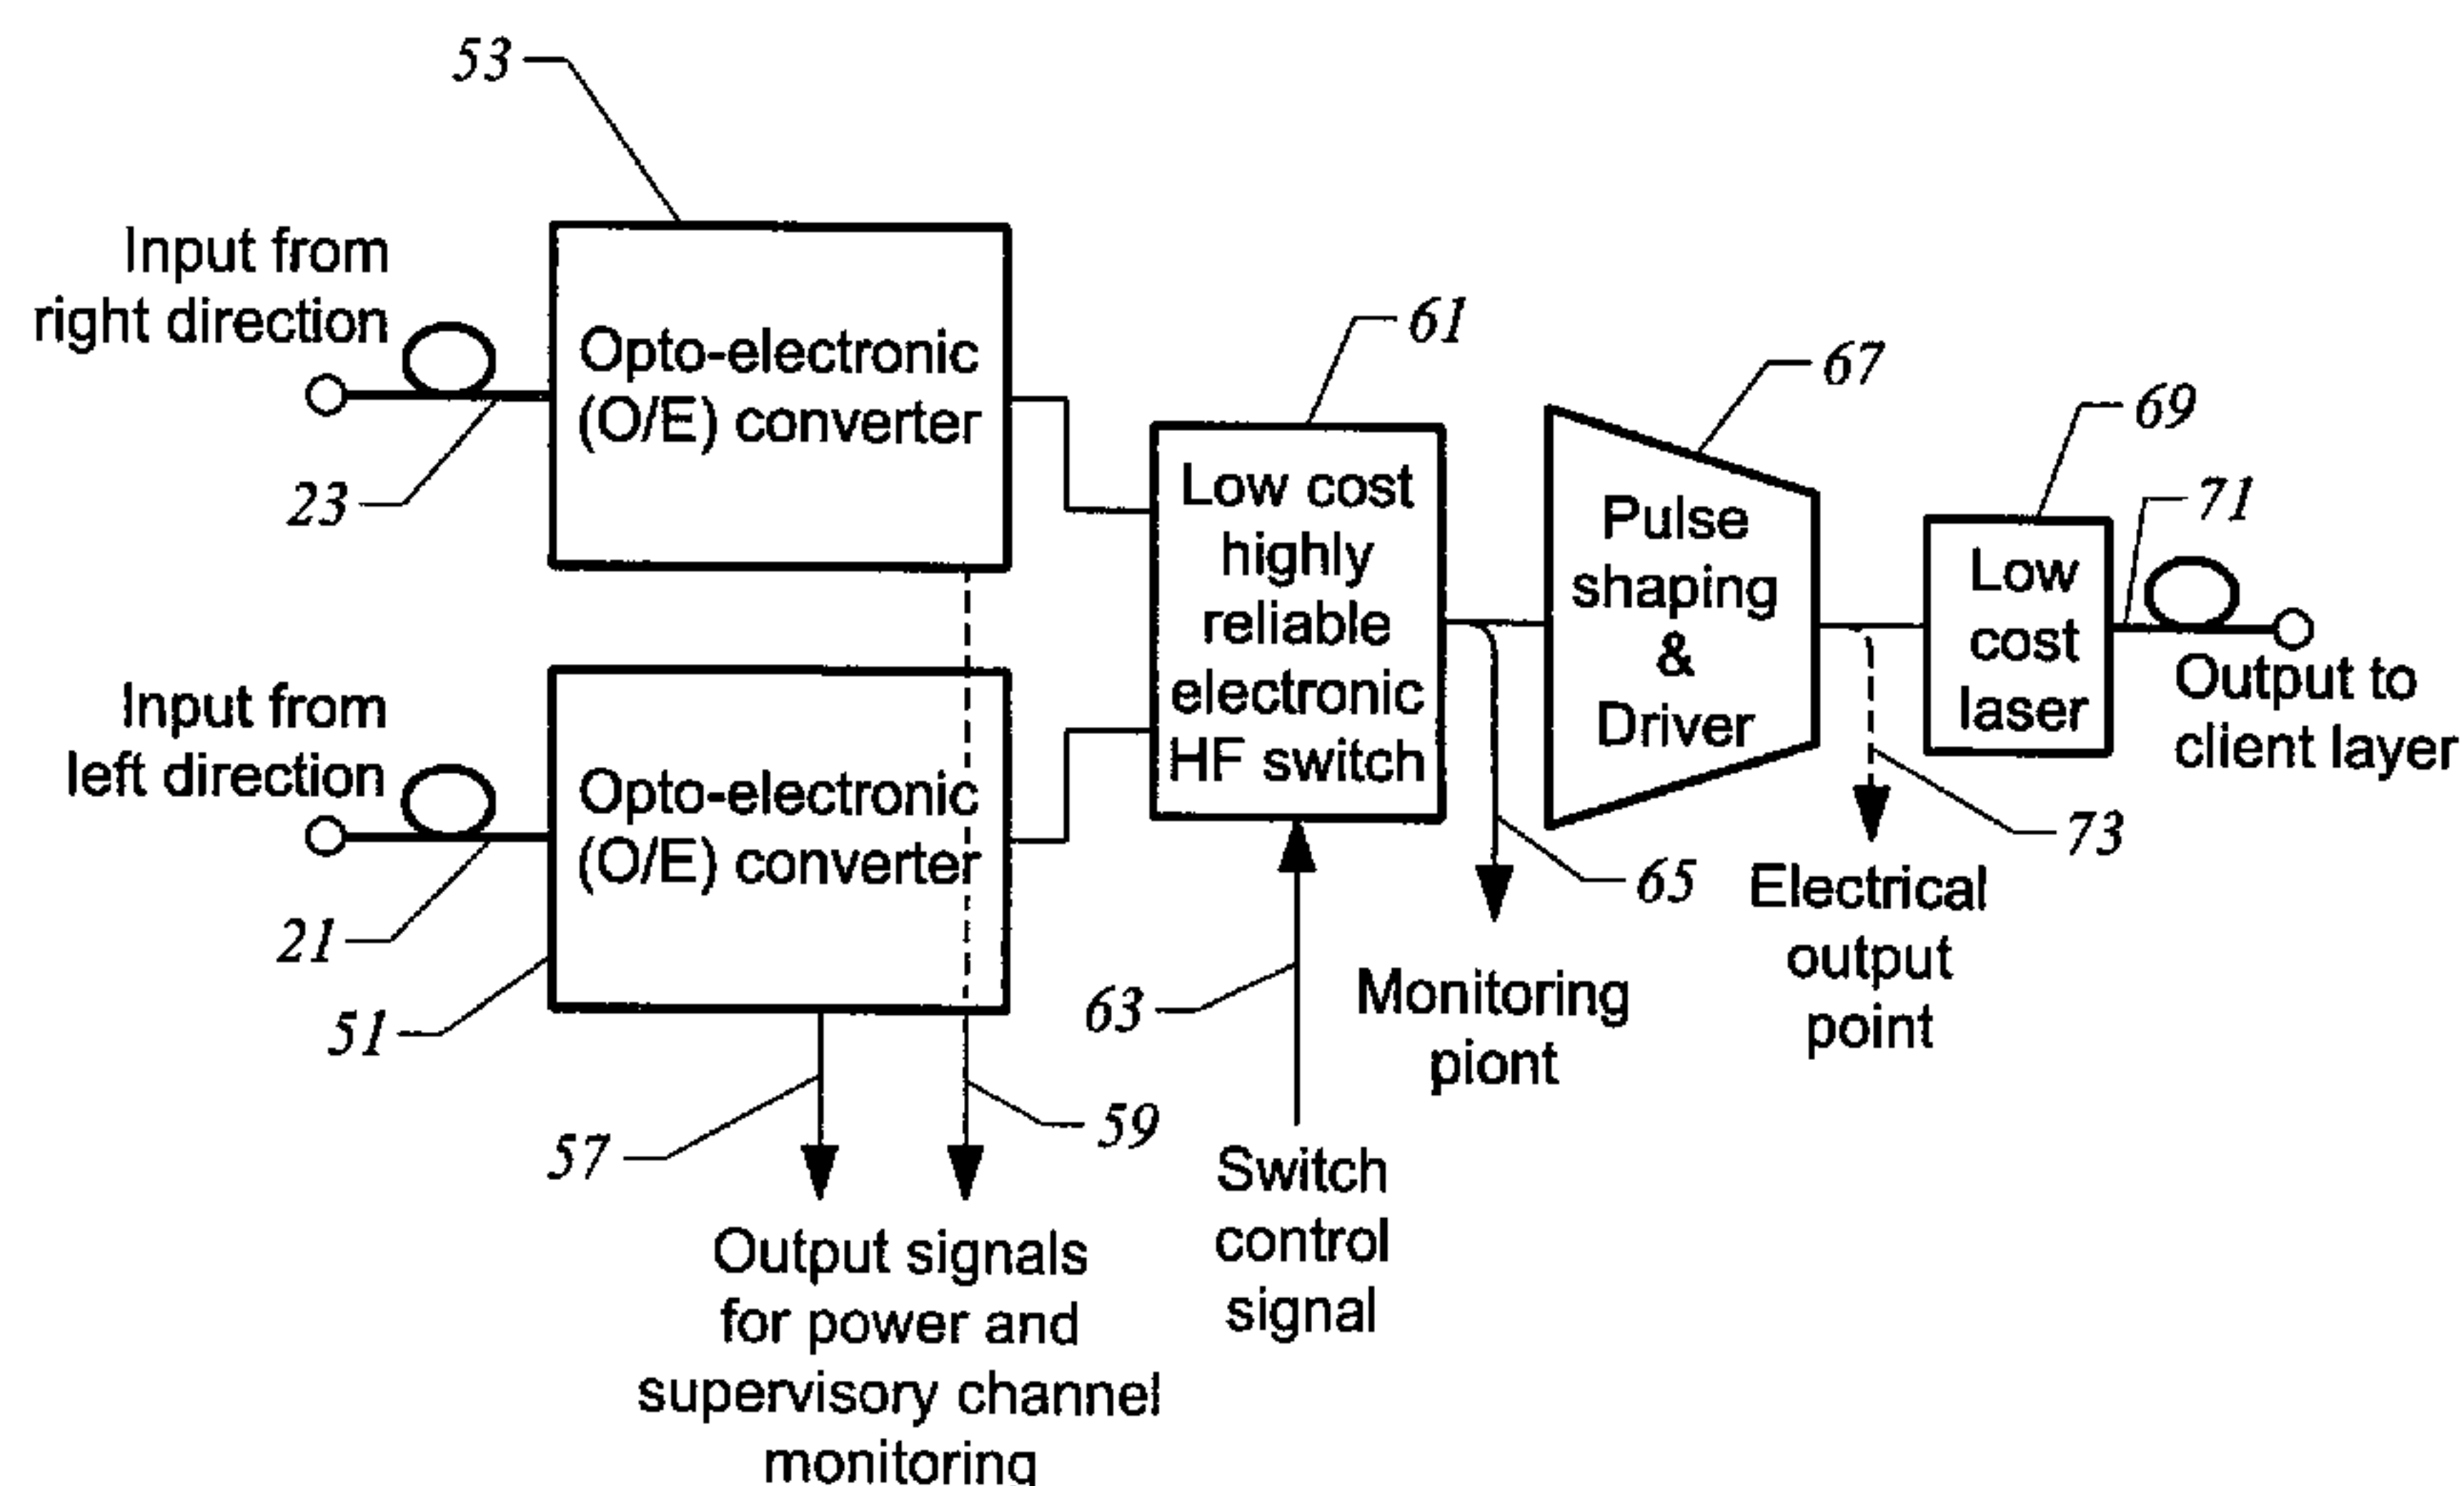 53
Input from
right direction
23
Opto-electronic
(O/E) converter
61
Low cost
highly
reliable
electronic
HF switch
67
Pulse
shaping
&
Driver
69
Low
cost
laser
71
Output to
client layer
Input from
left direction
21
51
Opto-electronic
(O/E) converter
57
59
Output signals
for power and
supervisory channel
monitoring
63
Switch
control
signal
65
Monitoring
piont
73
Electrical
output
point